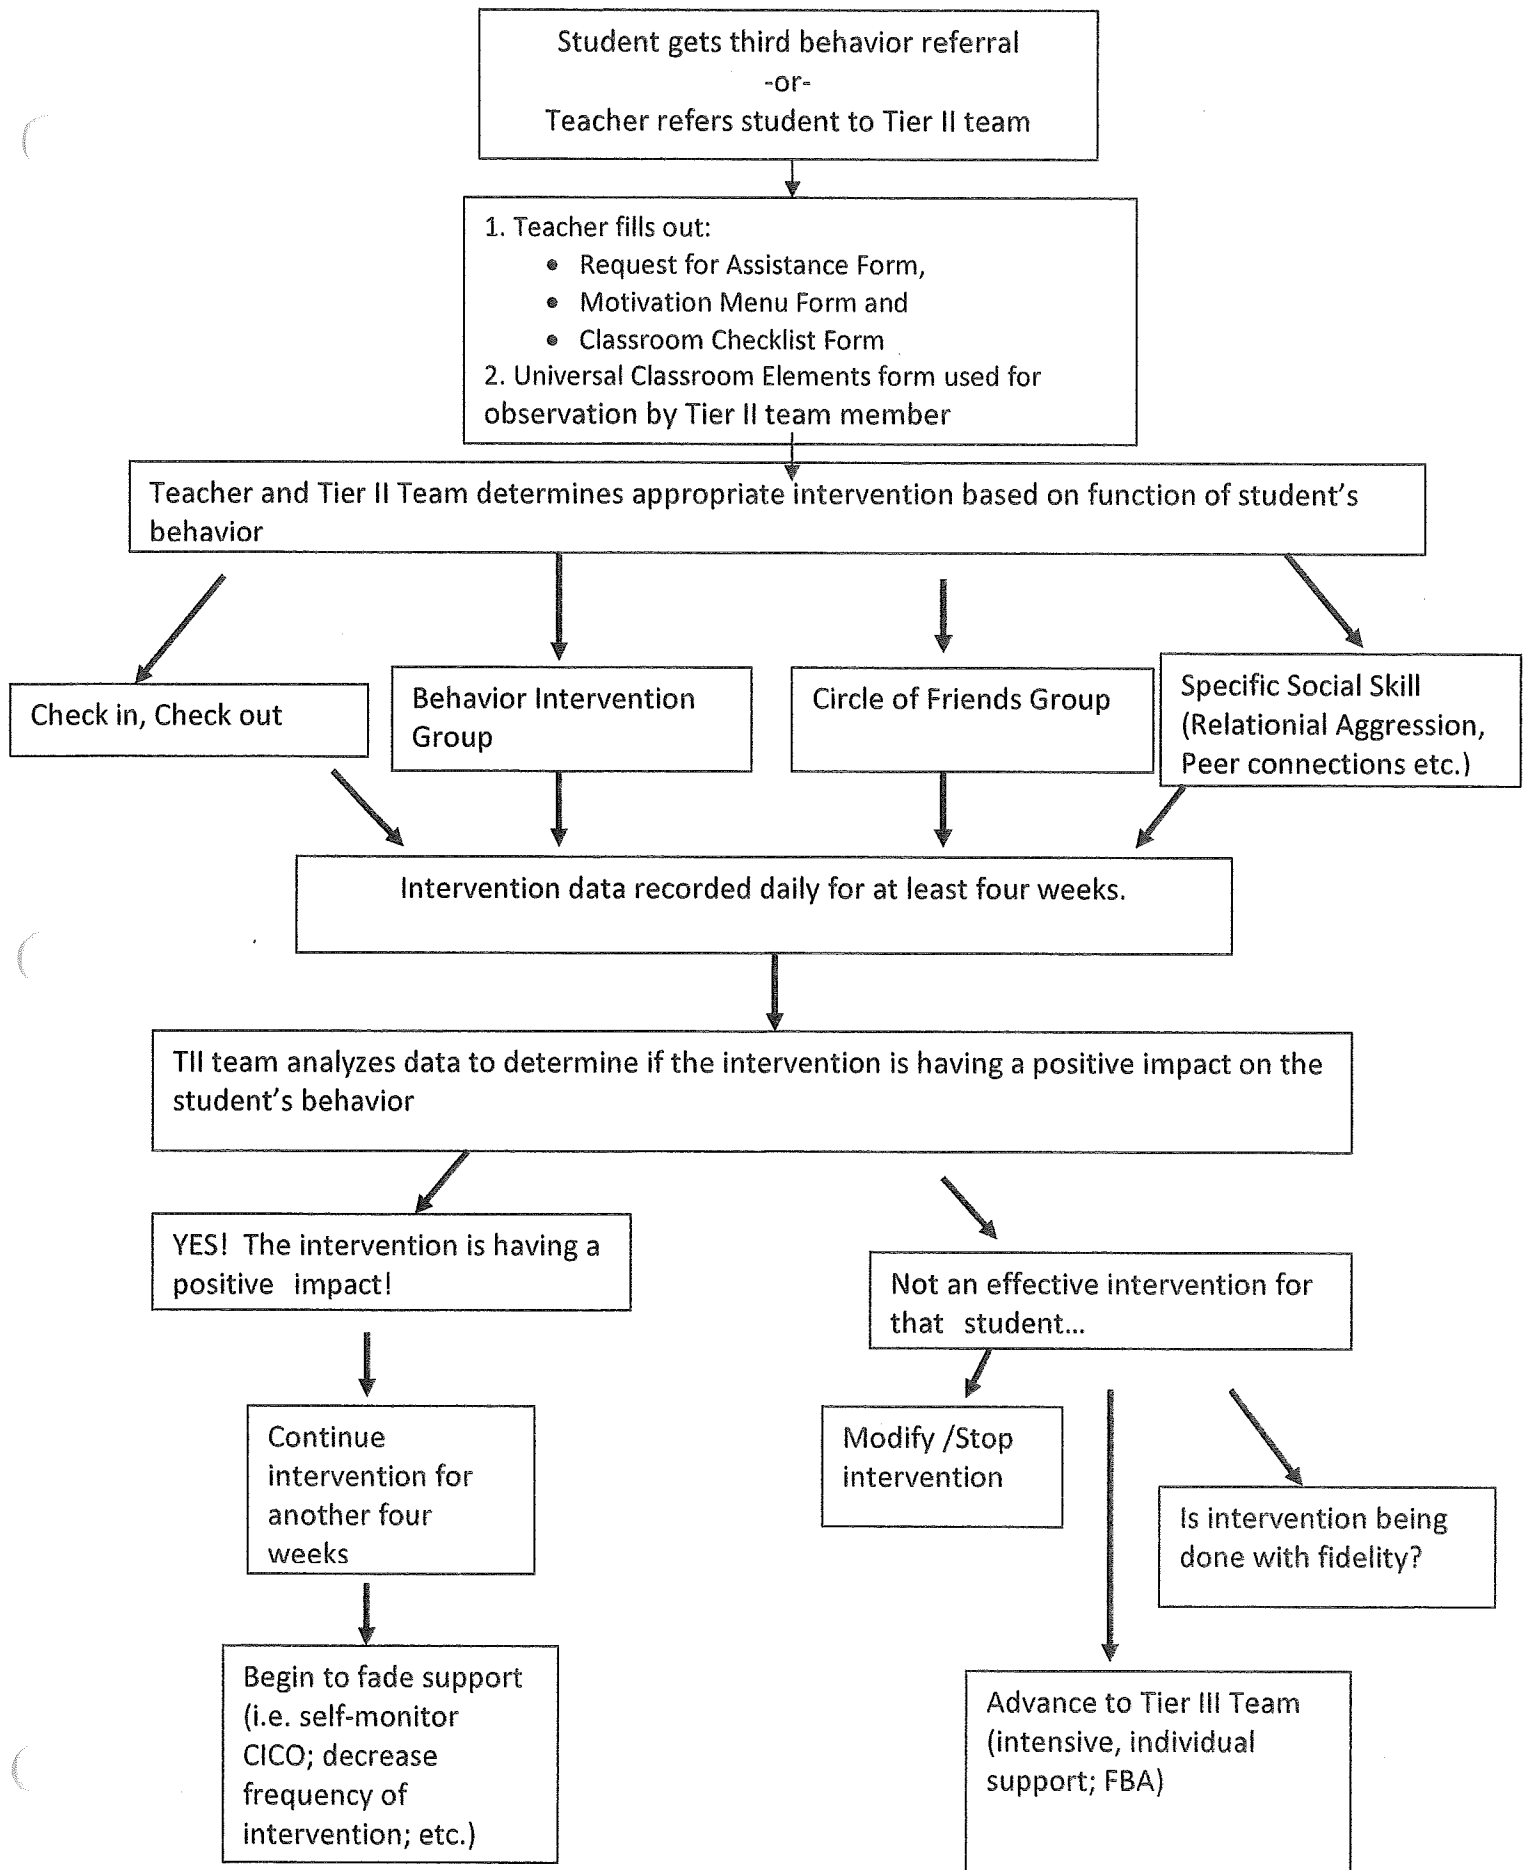 Student gets third behavior referral
-or-
Teacher refers student to Tier II team
1. Teacher fills out:
• Request for Assistance Form,
• Motivation Menu Form and
• Classroom Checklist Form
2. Universal Classroom Elements form used for
observation by Tier II team member
Teacher and Tier II Team determines appropriate intervention based on function of student's
behavior
Check in, Check out
Behavior Intervention
Group
Circle of Friends Group
Specific Social Skill
(Relationial Aggression,
Peer connections etc.)
Intervention data recorded daily for at least four weeks.
TII team analyzes data to determine if the intervention is having a positive impact on the
student's behavior
YES! The intervention is having a
positive impact!
Not an effective intervention for
that student...
Continue
intervention for
another four
weeks
Modify /Stop
intervention
Is intervention being
done with fidelity?
Begin to fade support
(i.e. self-monitor
CICO; decrease
frequency of
intervention; etc.)
Advance to Tier III Team
(intensive, individual
support; FBA)